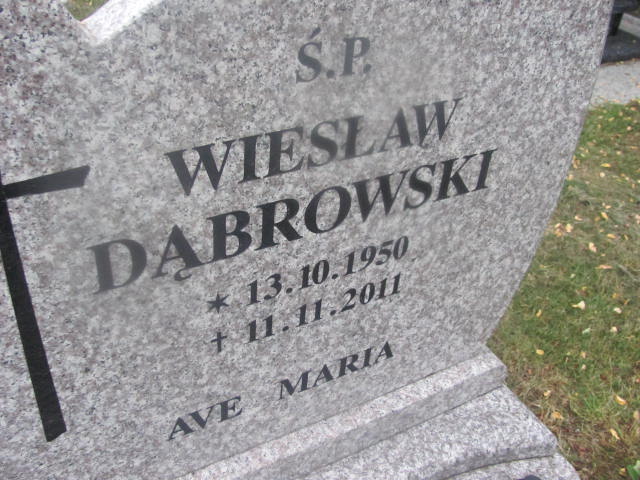 Ś.P.
WIESŁAW
DĄBROWSKI
* 13.10.1950
✝ 11.11.2011
AVE MARIA